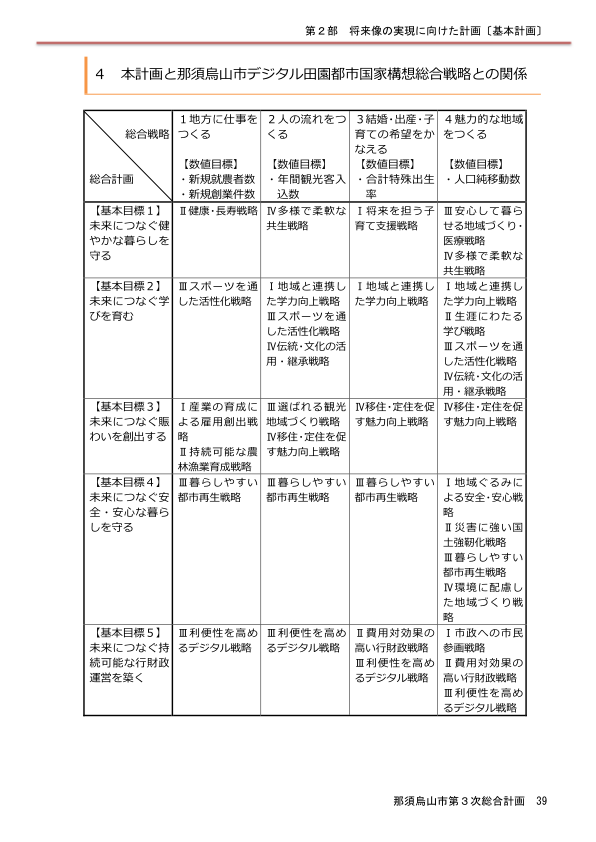 第２部　将来像の実現に向けた計画〔基本計画〕
４　本計画と那須烏山市デジタル田園都市国家構想総合戦略との関係
総合戦略
総合計画
１地方に仕事を
つくる
【数値目標】
・新規就農者数
・新規創業件数
２人の流れをつ
くる
【数値目標】
・年間観光客入
込数
３結婚・出産・子
育ての希望をか
なえる
【数値目標】
・合計特殊出生
率
４魅力的な地域
をつくる
【数値目標】
・人口純移動数
【基本目標１】
未来につなぐ健
やかな暮らしを
守る
Ⅱ健康・長寿戦略
Ⅳ多様で柔軟な
共生戦略
Ⅰ将来を担う子
育て支援戦略
Ⅲ安心して暮ら
せる地域づくり・
医療戦略
Ⅳ多様で柔軟な
共生戦略
【基本目標２】
未来につなぐ学
びを育む
Ⅲスポーツを通
した活性化戦略
Ⅰ地域と連携し
た学力向上戦略
Ⅲスポーツを通
した活性化戦略
Ⅳ伝統・文化の活
用・継承戦略
Ⅰ地域と連携し
た学力向上戦略
Ⅰ地域と連携し
た学力向上戦略
Ⅱ生涯にわたる
学び戦略
Ⅲスポーツを通
した活性化戦略
Ⅳ伝統・文化の活
用・継承戦略
【基本目標３】
未来につなぐ賑
わいを創出する
Ⅰ産業の育成に
よる雇用創出戦
略
Ⅱ持続可能な農
林漁業育成戦略
Ⅲ選ばれる観光
地域づくり戦略
Ⅳ移住・定住を促
す魅力向上戦略
Ⅳ移住・定住を促
す魅力向上戦略
Ⅳ移住・定住を促
す魅力向上戦略
【基本目標４】
未来につなぐ安
全・安心な暮ら
しを守る
Ⅲ暮らしやすい
都市再生戦略
Ⅲ暮らしやすい
都市再生戦略
Ⅲ暮らしやすい
都市再生戦略
Ⅰ地域ぐるみに
よる安全・安心戦
略
Ⅱ災害に強い国
土強靭化戦略
Ⅲ暮らしやすい
都市再生戦略
Ⅳ環境に配慮し
た地域づくり戦
略
【基本目標５】
未来につなぐ持
続可能な行財政
運営を築く
Ⅲ利便性を高め
るデジタル戦略
Ⅲ利便性を高め
るデジタル戦略
Ⅱ費用対効果の
高い行財政戦略
Ⅲ利便性を高め
るデジタル戦略
Ⅰ市政への市民
参画戦略
Ⅱ費用対効果の
高い行財政戦略
Ⅲ利便性を高め
るデジタル戦略
那須烏山市第３次総合計画　39